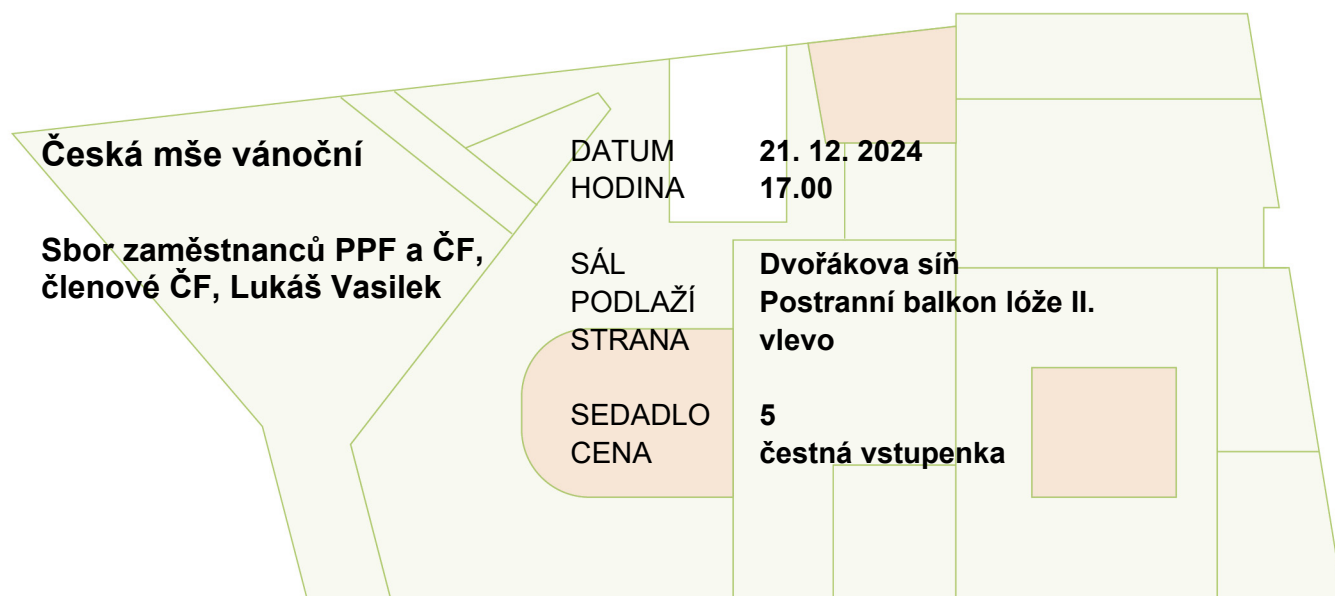 Česká mše vánoční
Sbor zaměstnanců PPF a ČF,
členové ČF, Lukáš Vasilek
DATUM 21. 12. 2024
HODINA 17.00
SÁL Dvořákova síň
PODLAŽÍ Postranní balkon lóže II.
STRANA vlevo
SEDADLO 5
CENA čestná vstupenka